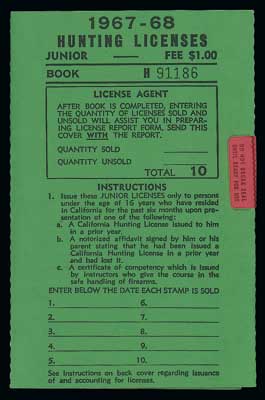 1967-68
HUNTING LICENSES
JUNIOR — FEE $1.00
BOOK H 91186
LICENSE AGENT
AFTER BOOK IS COMPLETED, ENTERING
THE QUANTITY OF LICENSES SOLD AND
UNSOLD WILL ASSIST YOU IN PREPAR-
ING LICENSE REPORT FORM. SEND THIS
COVER WITH THE REPORT.
QUANTITY SOLD
QUANTITY UNSOLD
TOTAL 10
INSTRUCTIONS
1. Issue these JUNIOR LICENSES only to persons
under the age of 16 years who have resided
in California for the past six months upon pre-
sentation of one of the following:
a. A California Hunting License issued to him
in a prior year.
b. A notorized affidavit signed by him or his
parent stating that he had been issued a
California Hunting License in a prior year
and had lost it.
c. A certificate of competency which is issued
by instructors who give the course in the
safe handling of firearms.
ENTER BELOW THE DATE EACH STAMP IS SOLD
1. 6.
2. 7.
3. 8.
4. 9.
5. 10.
See Instructions on back cover regarding issuance
of and accounting for licenses.
DO NOT BREAK SEAL